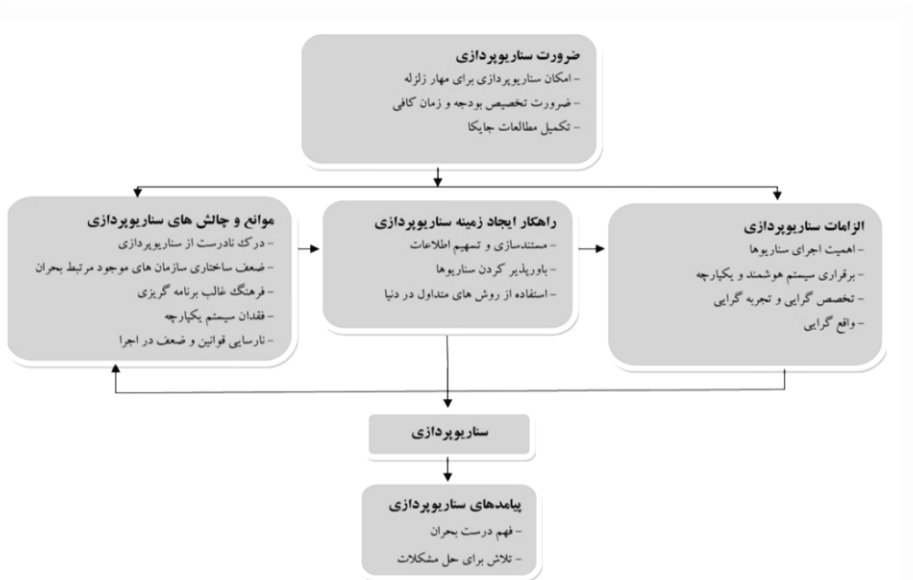 ضرورت سناریوپردازی
- امکان سناریوپردازی برای مهار زلزله
- ضرورت تخصیص بودجه و زمان کافی
- تکمیل مطالعات جایکا
الزامات سناریوپردازی
- اهمیت اجرای سناریوها
- برقراری سیستم هوشمند و یکپارچه
- تخصص گرایی و تجربه گرایی
- واقع گرایی
راهکار ایجاد زمینه سناریوپردازی
- مستندسازی و تسهیم اطلاعات
- باورپذیر کردن سناریوها
- استفاده از روش های متداول در دنیا
موانع و چالش های سناریوپردازی
- درک نادرست از سناریوپردازی
- ضعف ساختاری سازمان های موجود مرتبط بحران
- فرهنگ غالب برنامه گریزی
- فقدان سیستم یکپارچه
- نارسایی قوانین و ضعف در اجرا
سناریوپردازی
پیامدهای سناریوپردازی
- فهم درست بحران
- تلاش برای حل مشکلات